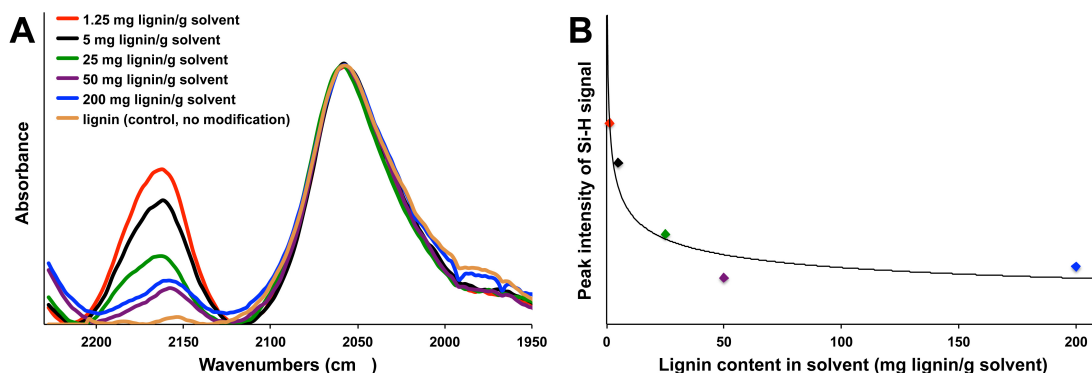 A
1.25 mg lignin/g solvent
5 mg lignin/g solvent
25 mg lignin/g solvent
50 mg lignin/g solvent
200 mg lignin/g solvent
lignin (control, no modification)
Absorbance
2200 2150 2100 2050 2000 1950
Wavenumbers (cm )
B
Peak intensity of Si-H signal
0 50 100 150 200
Lignin content in solvent (mg lignin/g solvent)